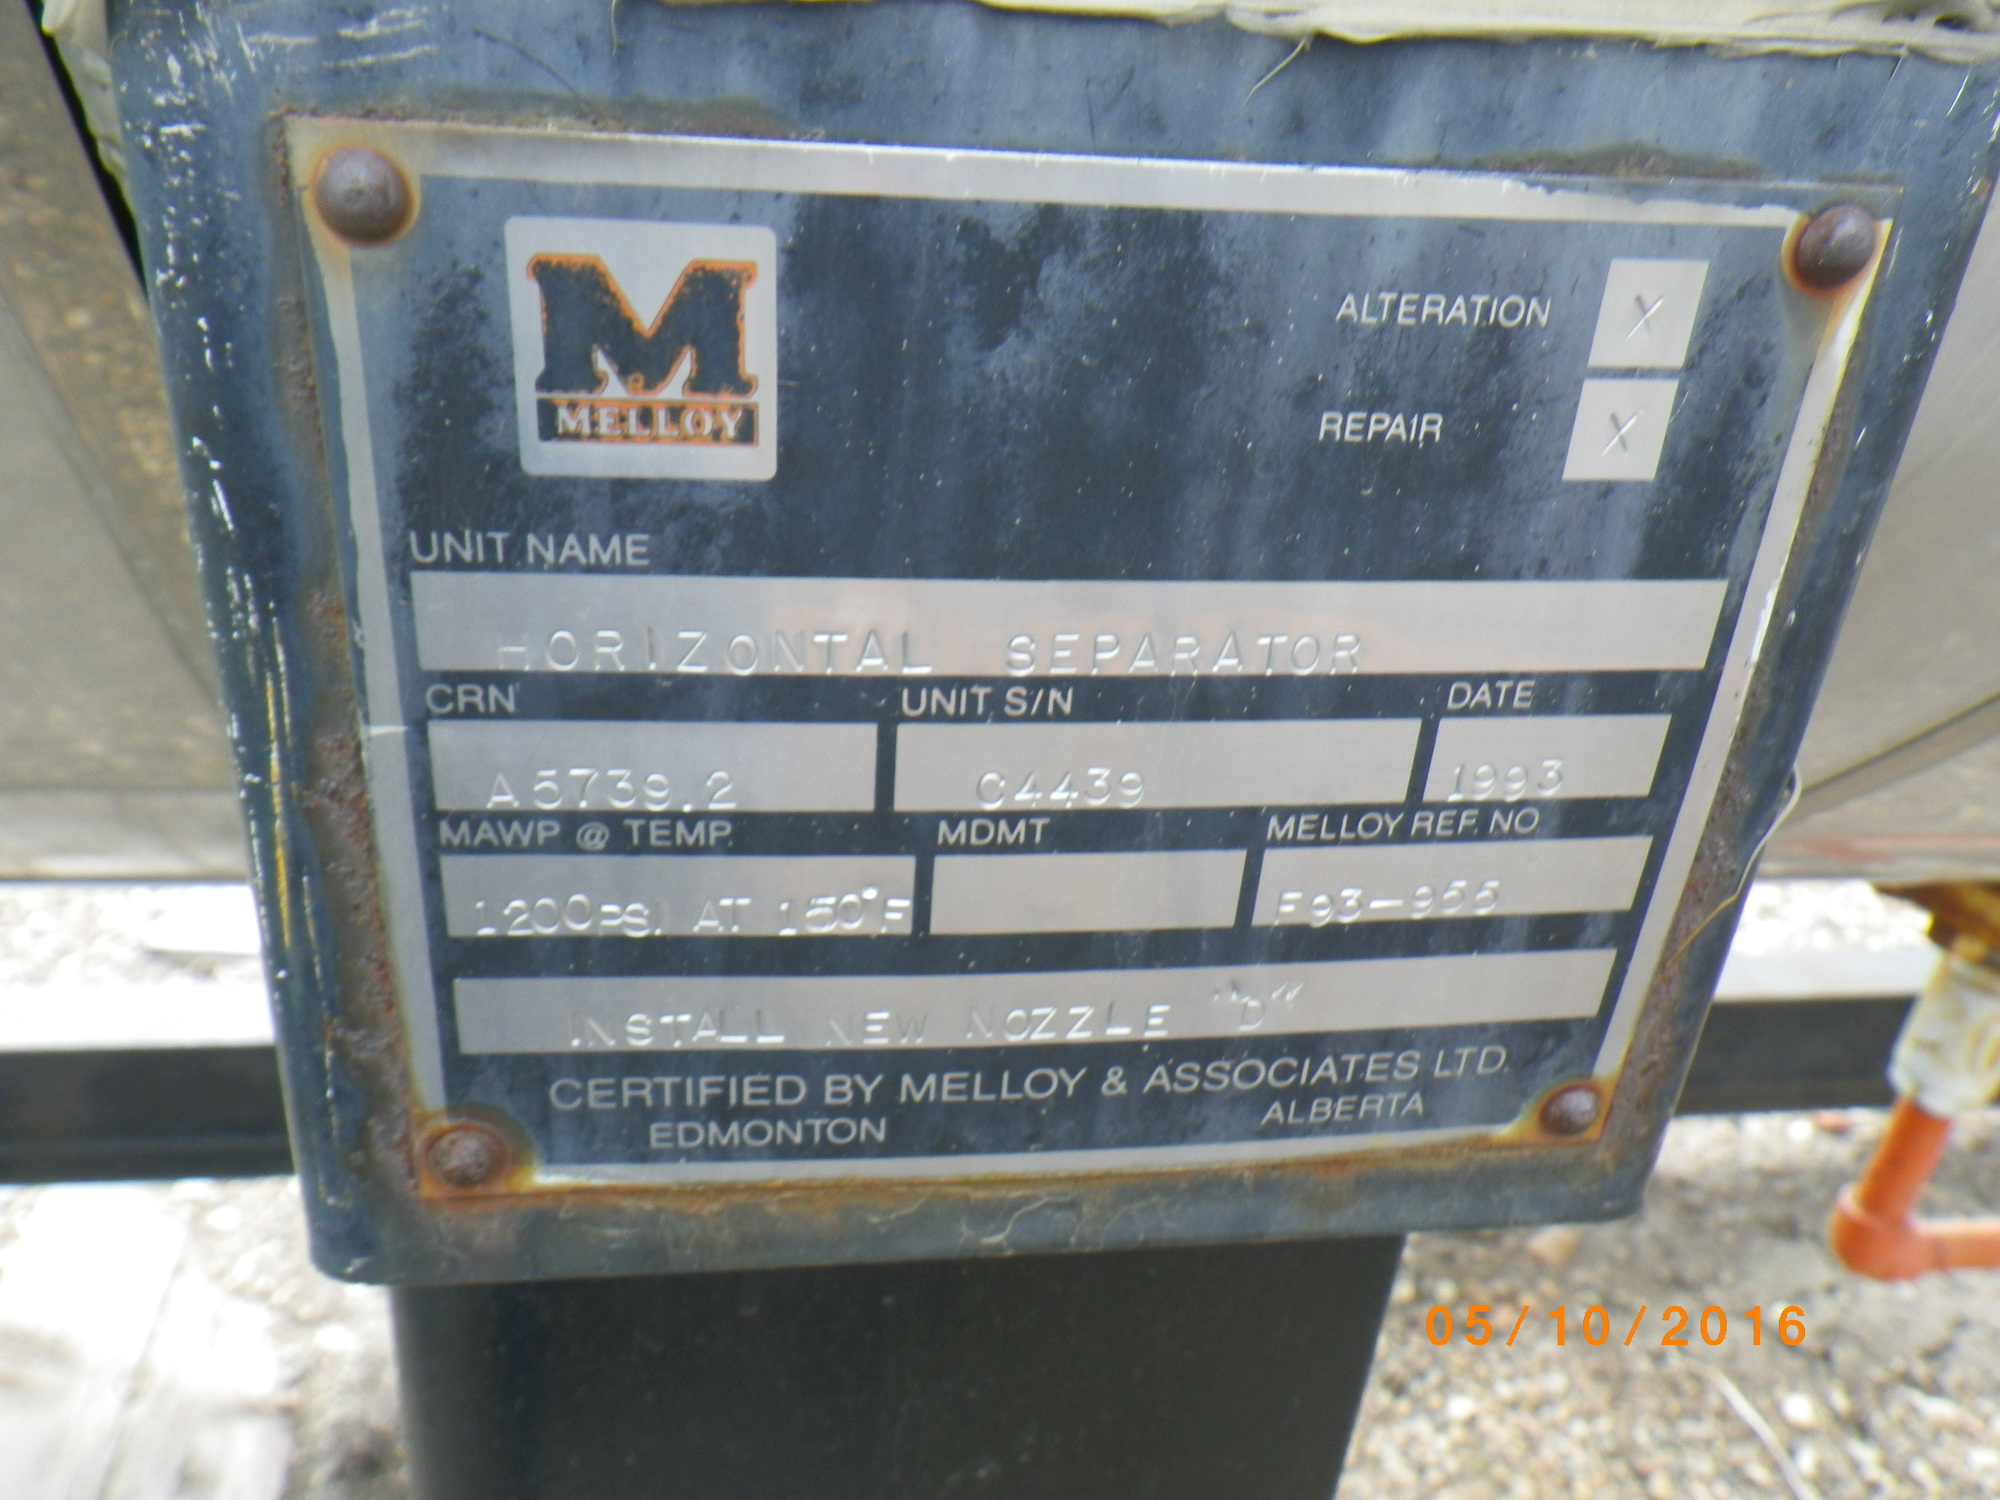 MELLOY
ALTERATION X
REPAIR X
UNIT NAME
HORIZONTAL SEPARATOR
CRN UNIT S/N DATE
A5739.2 C4439 1993
MAWP @ TEMP. MDMT MELLOY REF. NO
1200PSI AT 150°F F93-955
INSTALL NEW NOZZLE "D"
CERTIFIED BY MELLOY & ASSOCIATES LTD.
EDMONTON ALBERTA
05/10/2016